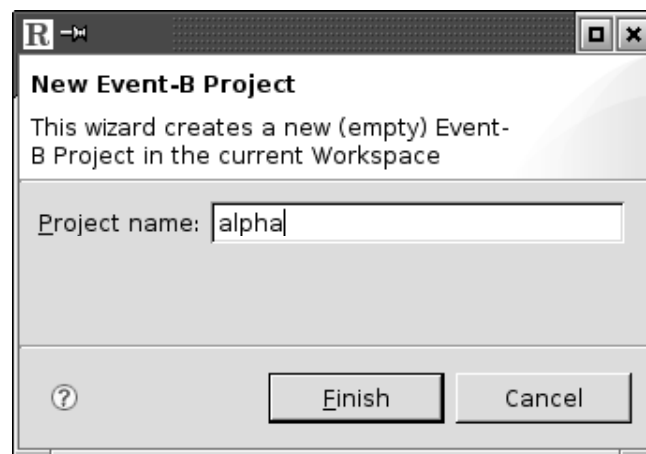 R
New Event-B Project
This wizard creates a new (empty) Event-
B Project in the current Workspace
Project name: alpha
?
Finish Cancel